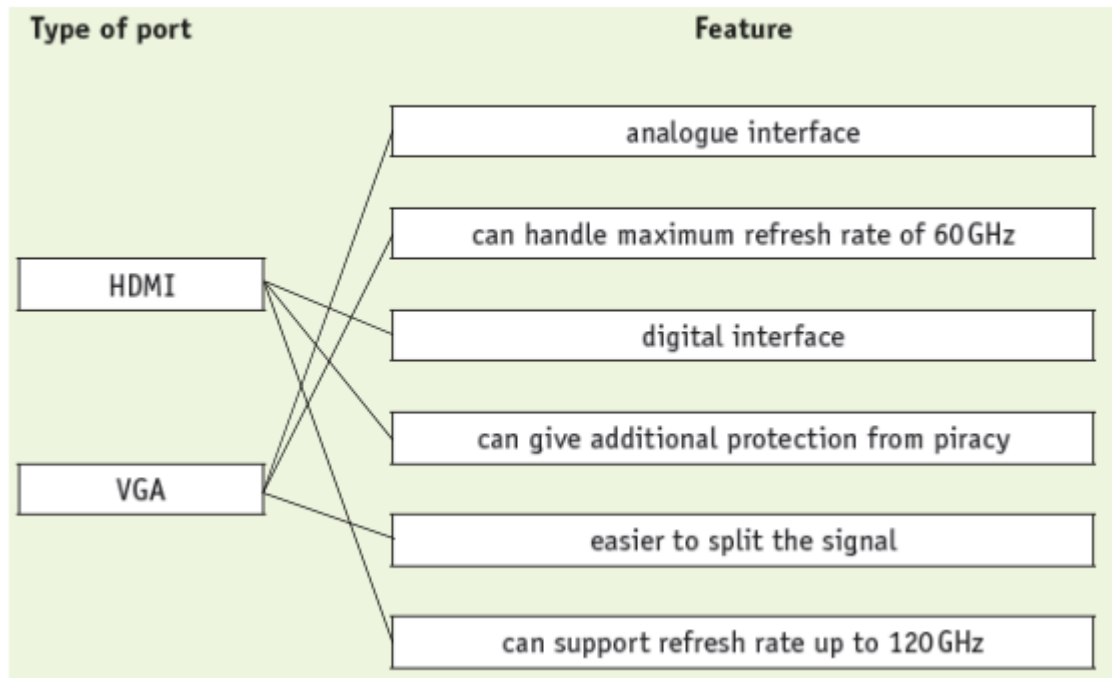 Type of port
Feature
analogue interface
can handle maximum refresh rate of 60 GHz
HDMI
digital interface
can give additional protection from piracy
VGA
easier to split the signal
can support refresh rate up to 120 GHz